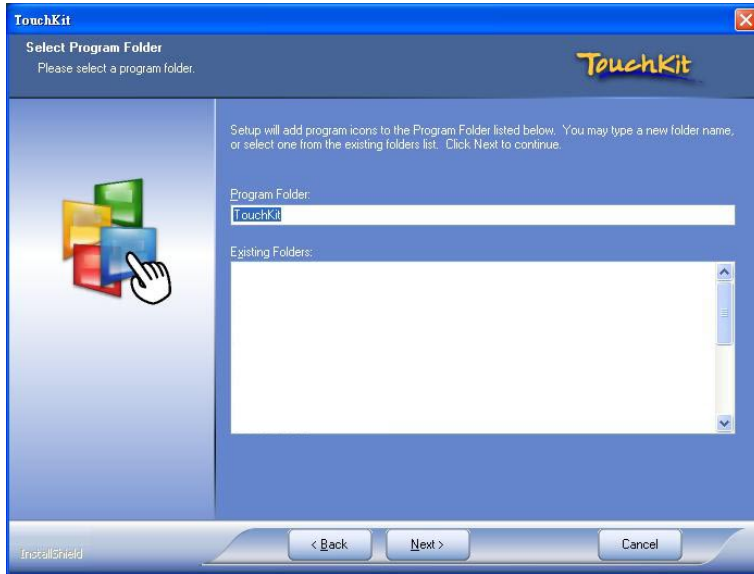 TouchKit
Select Program Folder
Please select a program folder.
TouchKit
Setup will add program icons to the Program Folder listed below. You may type a new folder name,
or select one from the existing folders list. Click Next to continue.
Program Folder:
TouchKit
Existing Folders:
InstallShield
< Back
Next >
Cancel